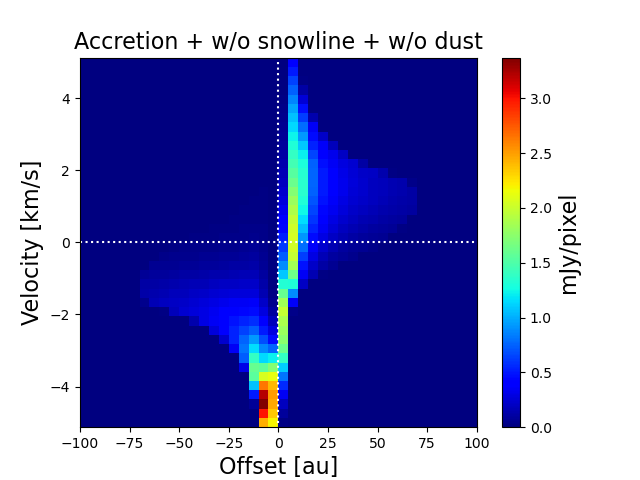 Accretion + w/o snowline + w/o dust
4
2
0
−2
−4
Velocity [km/s]
−100 −75 −50 −25 0 25 50 75 100
Offset [au]
3.0
2.5
2.0
1.5
1.0
0.5
0.0
mJy/pixel